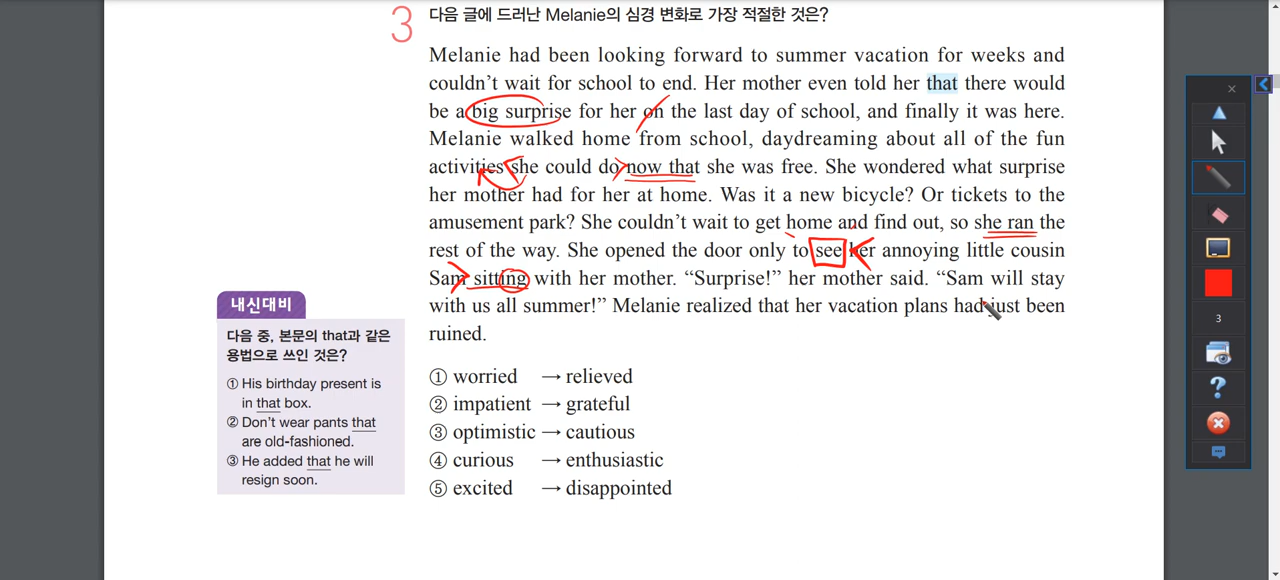 3
다음 글에 드러난 Melanie의 심경 변화로 가장 적절한 것은?
Melanie had been looking forward to summer vacation for weeks and
couldn't wait for school to end. Her mother even told her that there would
be a big surprise for her on the last day of school, and finally it was here.
Melanie walked home from school, daydreaming about all of the fun
activities she could do now that she was free. She wondered what surprise
her mother had for her at home. Was it a new bicycle? Or tickets to the
amusement park? She couldn't wait to get home and find out, so she ran the
rest of the way. She opened the door only to see her annoying little cousin
Sam sitting with her mother. “Surprise!” her mother said. “Sam will stay
with us all summer!” Melanie realized that her vacation plans had just been
ruined.
① worried → relieved
② impatient → grateful
③ optimistic → cautious
④ curious → enthusiastic
⑤ excited → disappointed
내신대비
다음 중, 본문의 that과 같은
용법으로 쓰인 것은?
① His birthday present is
in that box.
② Don't wear pants that
are old-fashioned.
③ He added that he will
resign soon.
3